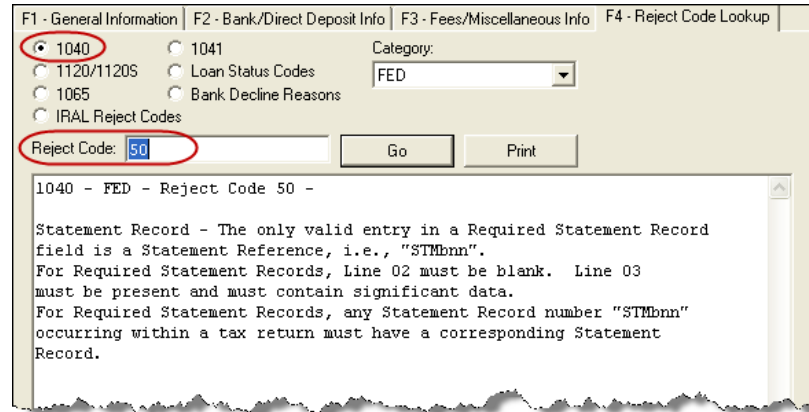 F1 - General Information F2 - Bank/Direct Deposit Info F3 - Fees/Miscellaneous Info F4 - Reject Code Lookup
1040 1041 Category:
1120/1120S Loan Status Codes FED
1065 Bank Decline Reasons
IRAL Reject Codes
Reject Code: 50 Go Print
1040 - FED - Reject Code 50 -
Statement Record - The only valid entry in a Required Statement Record
field is a Statement Reference, i.e., "STMbnn".
For Required Statement Records, Line 02 must be blank. Line 03
must be present and must contain significant data.
For Required Statement Records, any Statement Record number "STMbnn"
occurring within a tax return must have a corresponding Statement
Record.